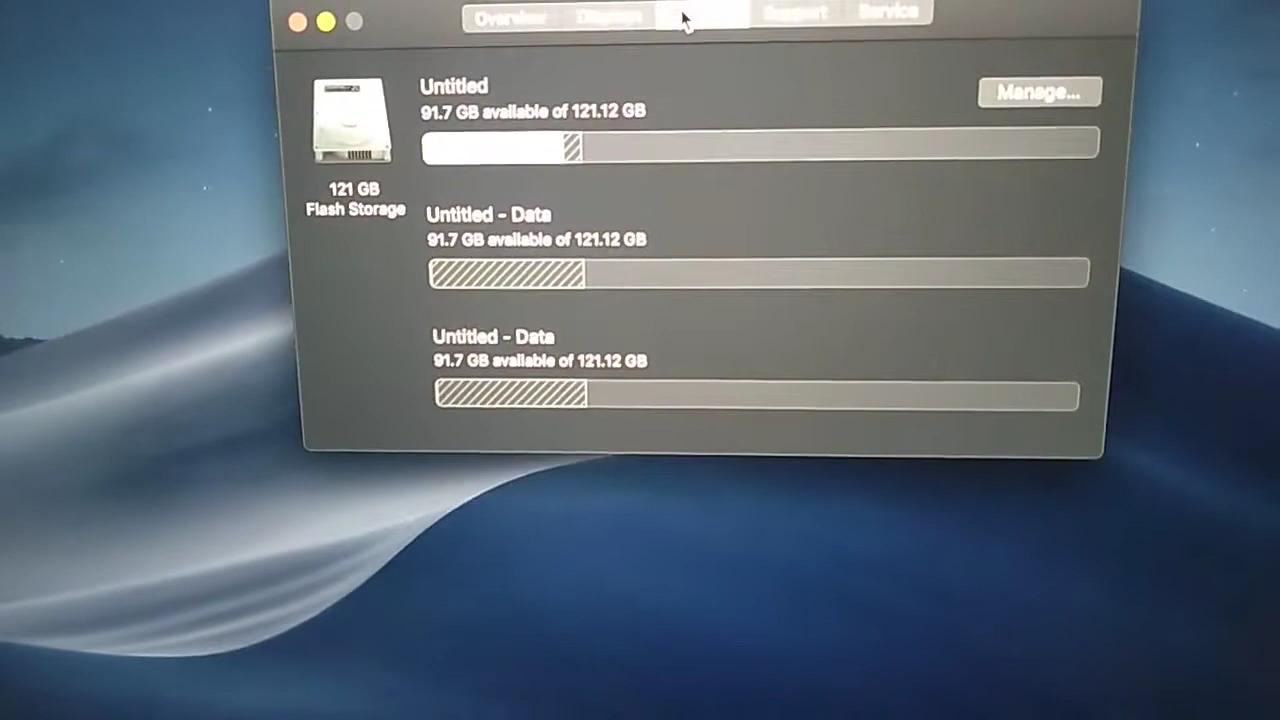 Overview Displays Support Service
Untitled
91.7 GB available of 121.12 GB
Manage...
121 GB
Flash Storage
Untitled - Data
91.7 GB available of 121.12 GB
Untitled - Data
91.7 GB available of 121.12 GB